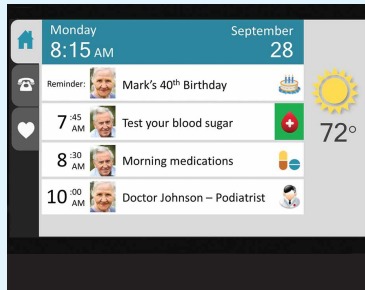 Monday September
8:15 AM 28
Reminder: Mark's 40th Birthday
72°
7 :45 AM Test your blood sugar
8 :30 AM Morning medications
10 :00 AM Doctor Johnson – Podiatrist